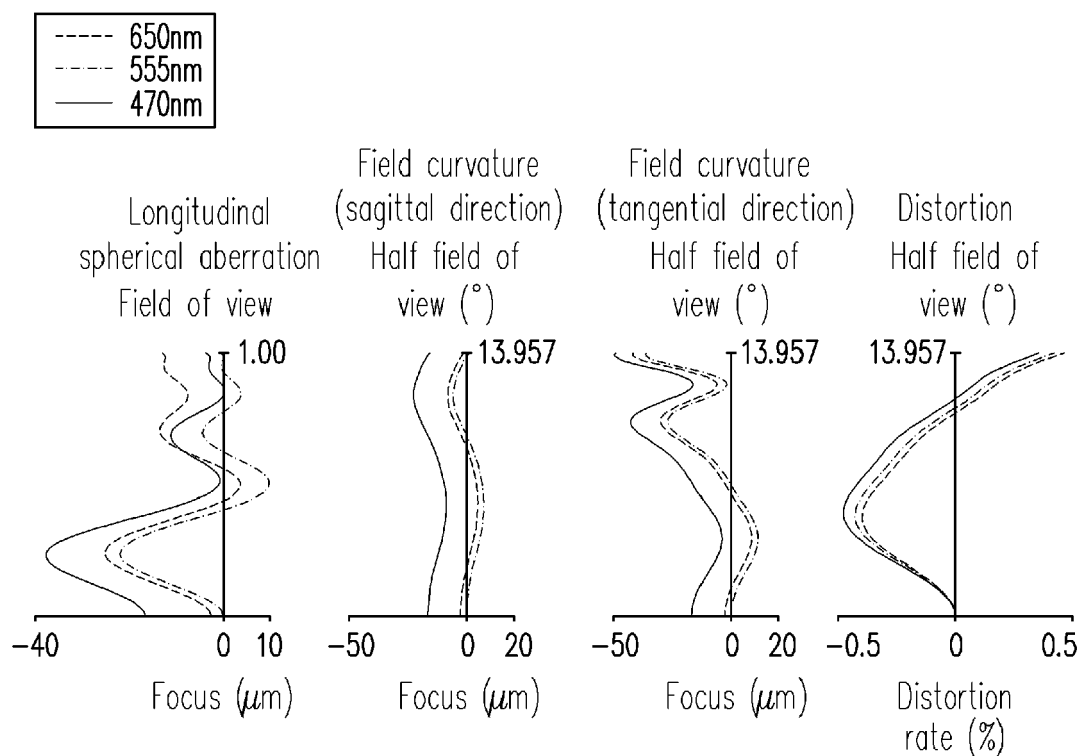 650nm
555nm
470nm
Longitudinal
spherical aberration
Field of view
1.00
-40
0
10
Focus (μm)
Field curvature
(sagittal direction)
Half field of
view (°)
13.957
-50
0
20
Focus (μm)
Field curvature
(tangential direction)
Half field of
view (°)
13.957
-50
0
20
Focus (μm)
Distortion
Half field of
view (°)
13.957
-0.5
0
0.5
Distortion
rate (%)